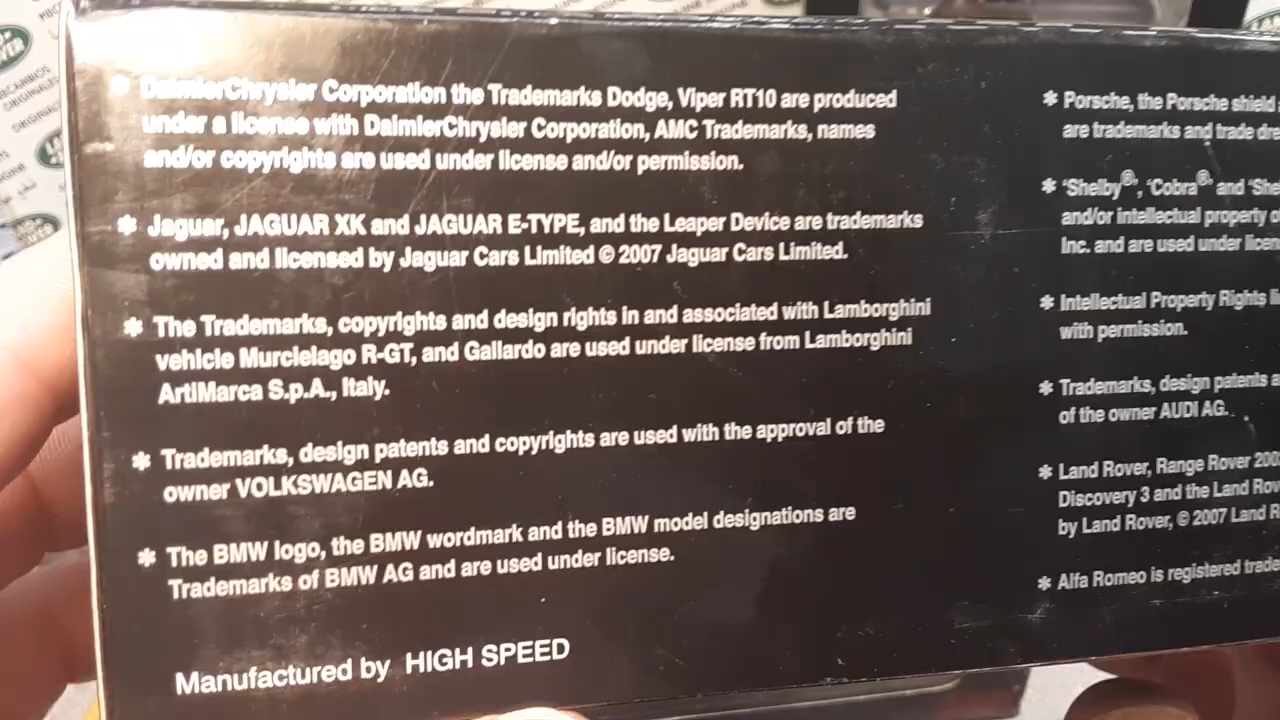 * DaimlerChrysler Corporation the Trademarks Dodge, Viper RT10 are produced
under a license with DaimlerChrysler Corporation, AMC Trademarks, names
and/or copyrights are used under license and/or permission.
* Jaguar, JAGUAR XK and JAGUAR E-TYPE, and the Leaper Device are trademarks
owned and licensed by Jaguar Cars Limited © 2007 Jaguar Cars Limited.
* The Trademarks, copyrights and design rights in and associated with Lamborghini
vehicle Murcielago R-GT, and Gallardo are used under license from Lamborghini
ArtiMarca S.p.A., Italy.
* Trademarks, design patents and copyrights are used with the approval of the
owner VOLKSWAGEN AG.
* The BMW logo, the BMW wordmark and the BMW model designations are
Trademarks of BMW AG and are used under license.
Manufactured by HIGH SPEED
* Porsche, the Porsche shield
are trademarks and trade
* 'Shelby®', 'Cobra®' and
and/or intellectual property
Inc. and are used under
* Intellectual Property Rights
with permission.
* Trademarks, design patents
of the owner AUDI AG.
* Land Rover, Range Rover
Discovery 3 and the Land
by Land Rover, © 2007 Land
* Alfa Romeo is registered